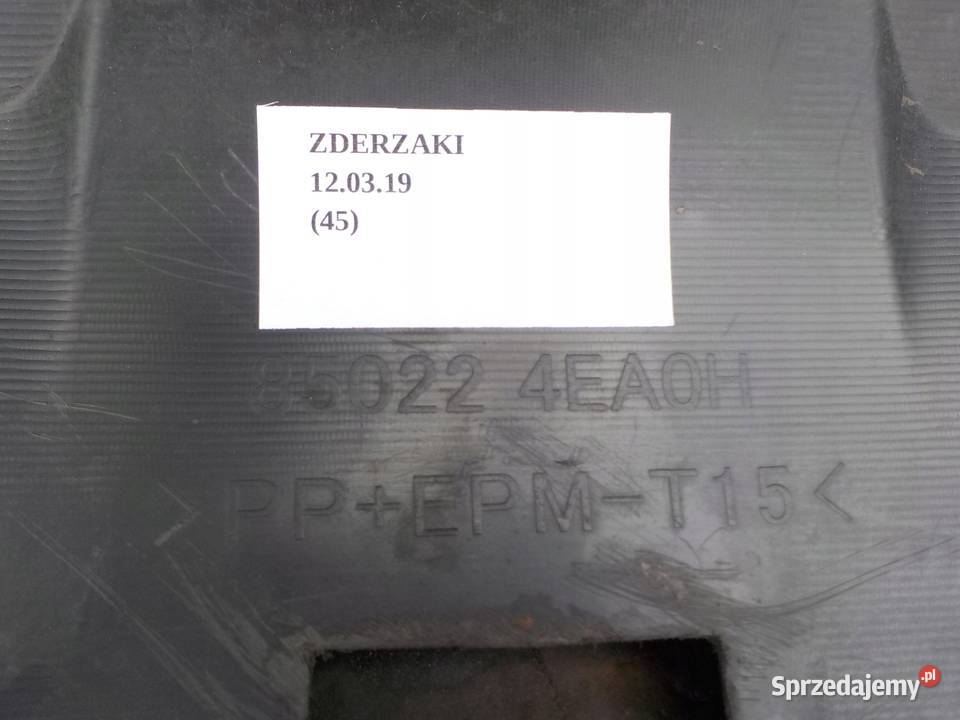 ZDERZAKI
12.03.19
(45)
85022 4EA0H
>PP+EPM-T15<
Sprzedajemy.pl